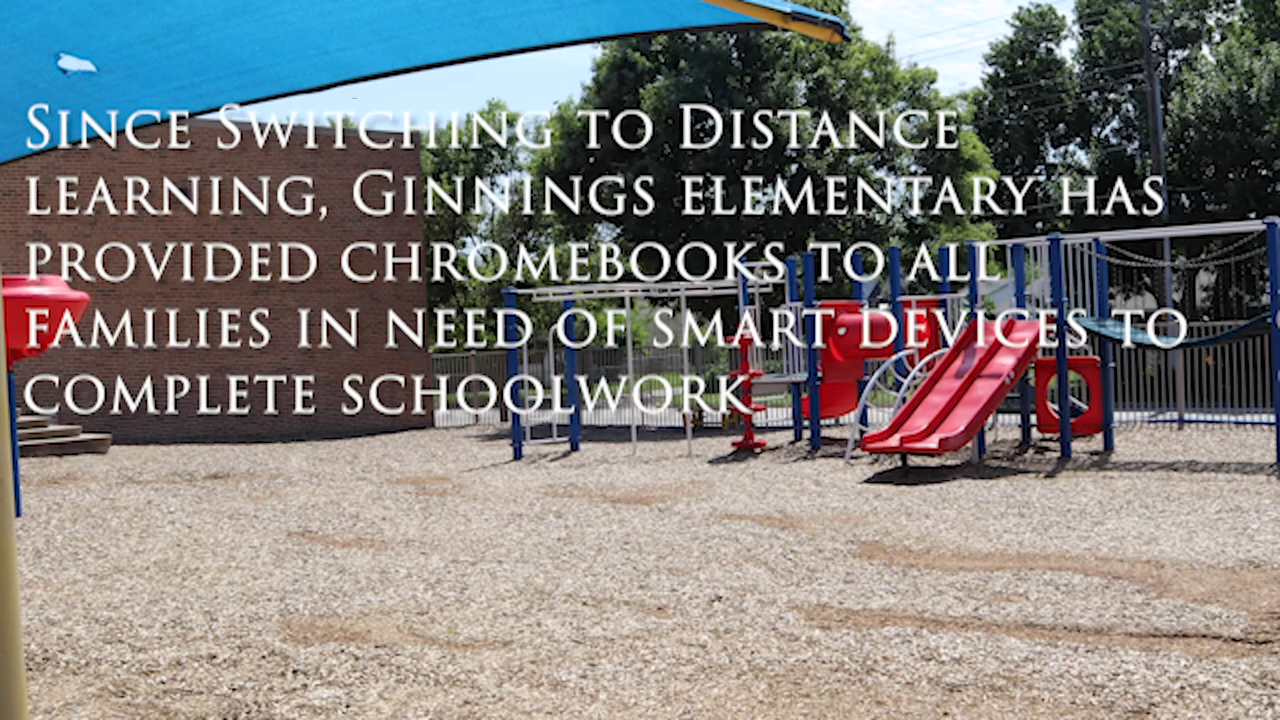 Since Switching to Distance
learning, Ginnings elementary has
provided chromebooks to all
families in need of smart devices to
complete schoolwork